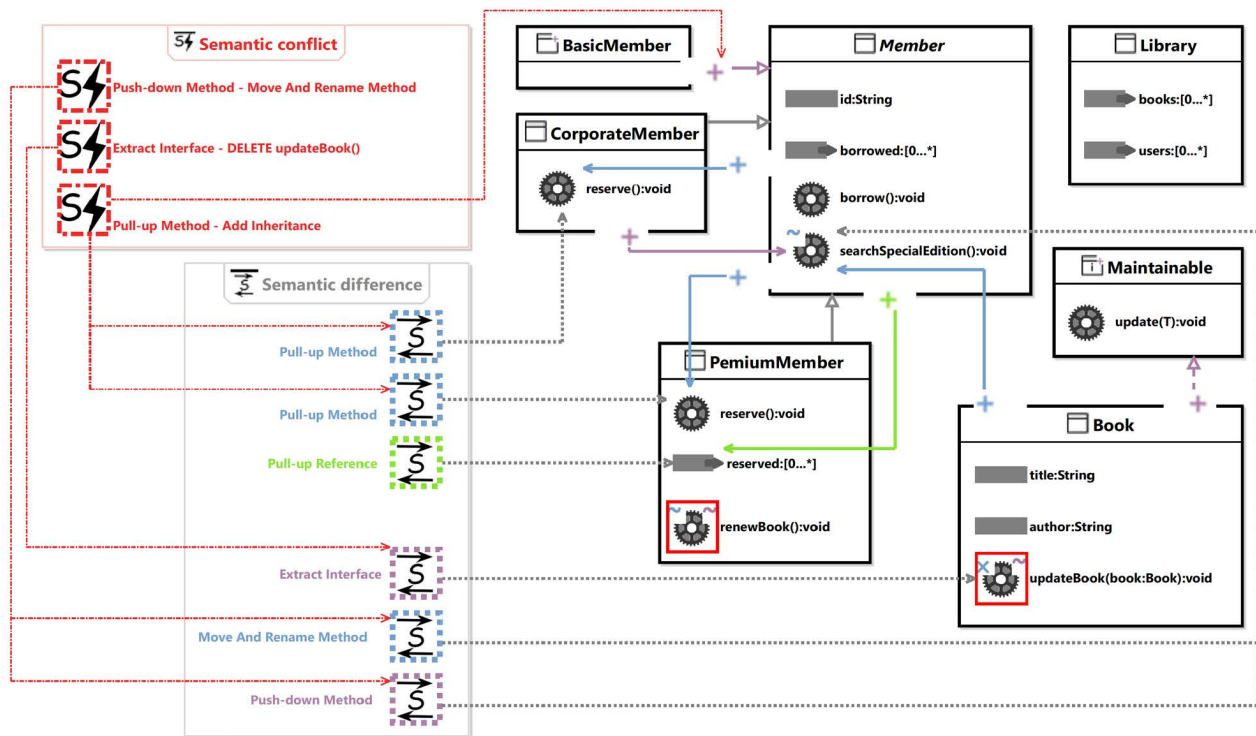 Semantic conflict
Push-down Method - Move And Rename Method
Extract Interface - DELETE updateBook()
Pull-up Method - Add Inheritance
Semantic difference
Pull-up Method
Pull-up Method
Pull-up Reference
Extract Interface
Move And Rename Method
Push-down Method
BasicMember
CorporateMember
reserve():void
Member
id:String
borrowed:[0...*]
borrow():void
searchSpecialEdition():void
Library
books:[0...*]
users:[0...*]
Maintainable
update(T):void
PemiumMember
reserve():void
reserved:[0...*]
renewBook():void
Book
title:String
author:String
updateBook(book:Book):void